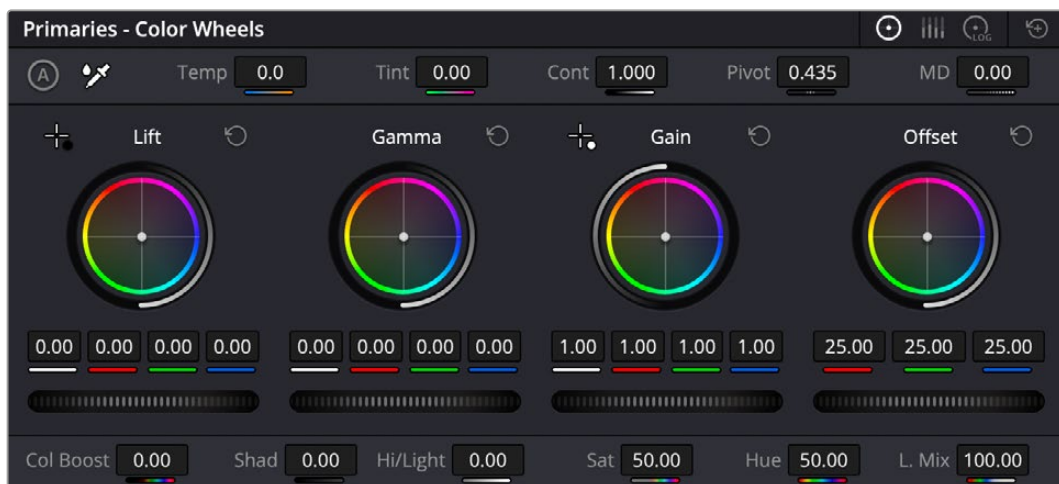 Primaries - Color Wheels
LOG
A Temp 0.0 Tint 0.00 Cont 1.000 Pivot 0.435 MD 0.00
Lift Gamma Gain Offset
0.00 0.00 0.00 0.00 0.00 0.00 0.00 0.00 1.00 1.00 1.00 1.00 25.00 25.00 25.00
Col Boost 0.00 Shad 0.00 Hi/Light 0.00 Sat 50.00 Hue 50.00 L. Mix 100.00